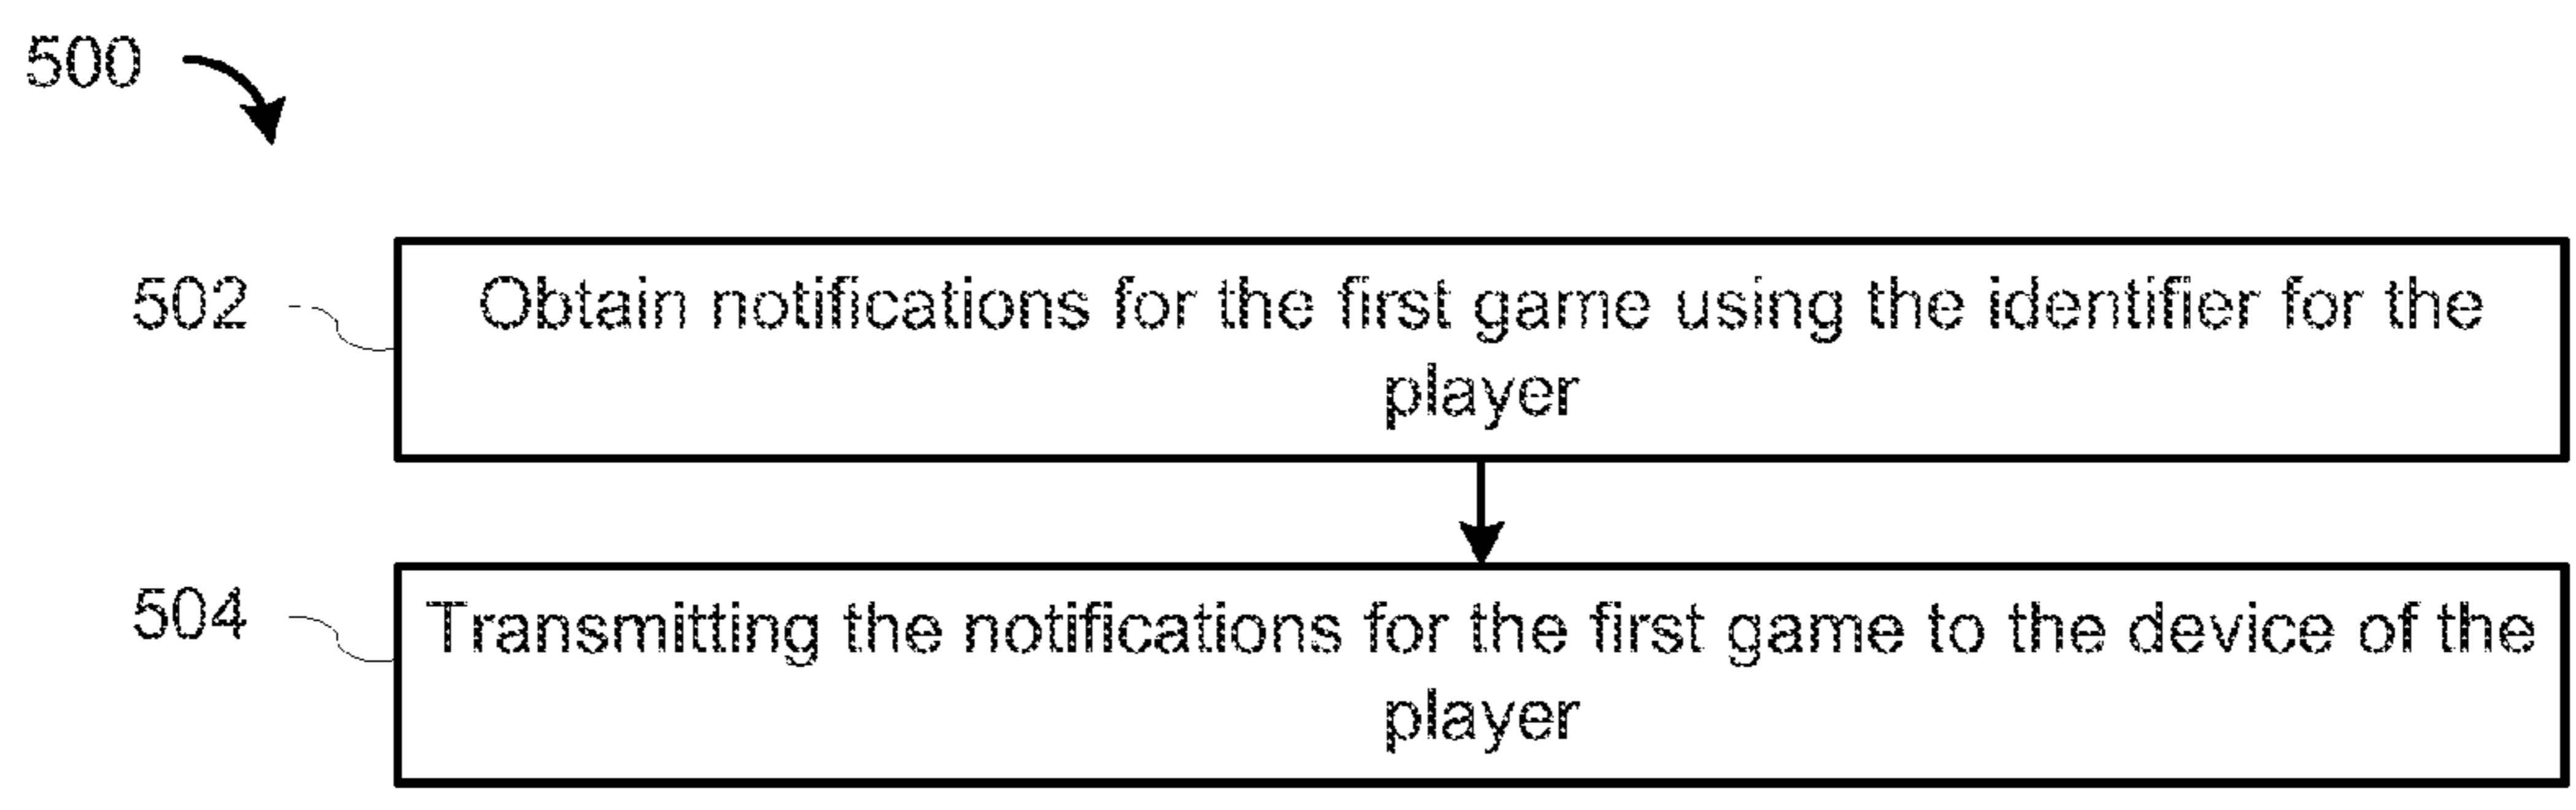 500
502
Obtain notifications for the first game using the identifier for the
player
504
Transmitting the notifications for the first game to the device of the
player